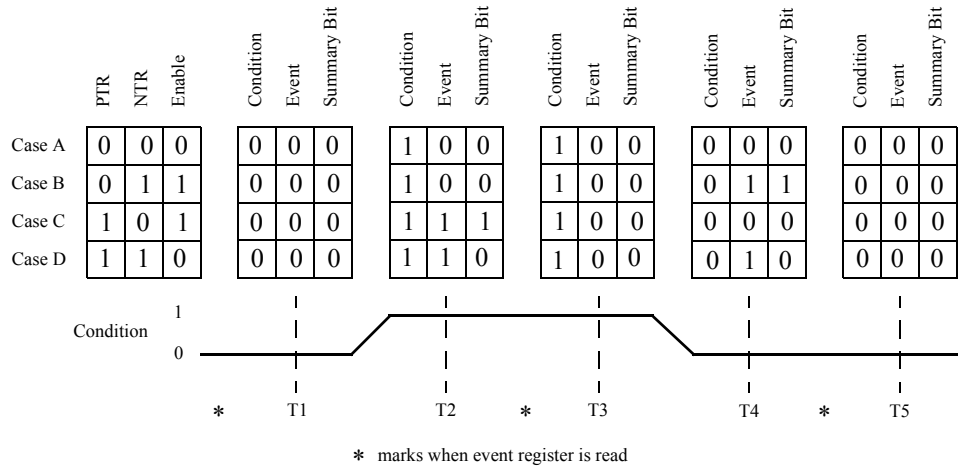 PTR NTR Enable Condition Event Summary Bit Condition Event Summary Bit Condition Event Summary Bit Condition Event Summary Bit Condition Event Summary Bit
Case A 0 0 0 0 0 0 1 0 0 1 0 0 0 0 0 0 0 0
Case B 0 1 1 0 0 0 1 0 0 1 0 0 0 1 1 0 0 0
Case C 1 0 1 0 0 0 1 1 1 1 0 0 0 0 0 0 0 0
Case D 1 1 0 0 0 0 1 1 0 1 0 0 0 1 0 0 0 0
1
Condition
0
* T1 T2 * T3 T4 * T5
* marks when event register is read